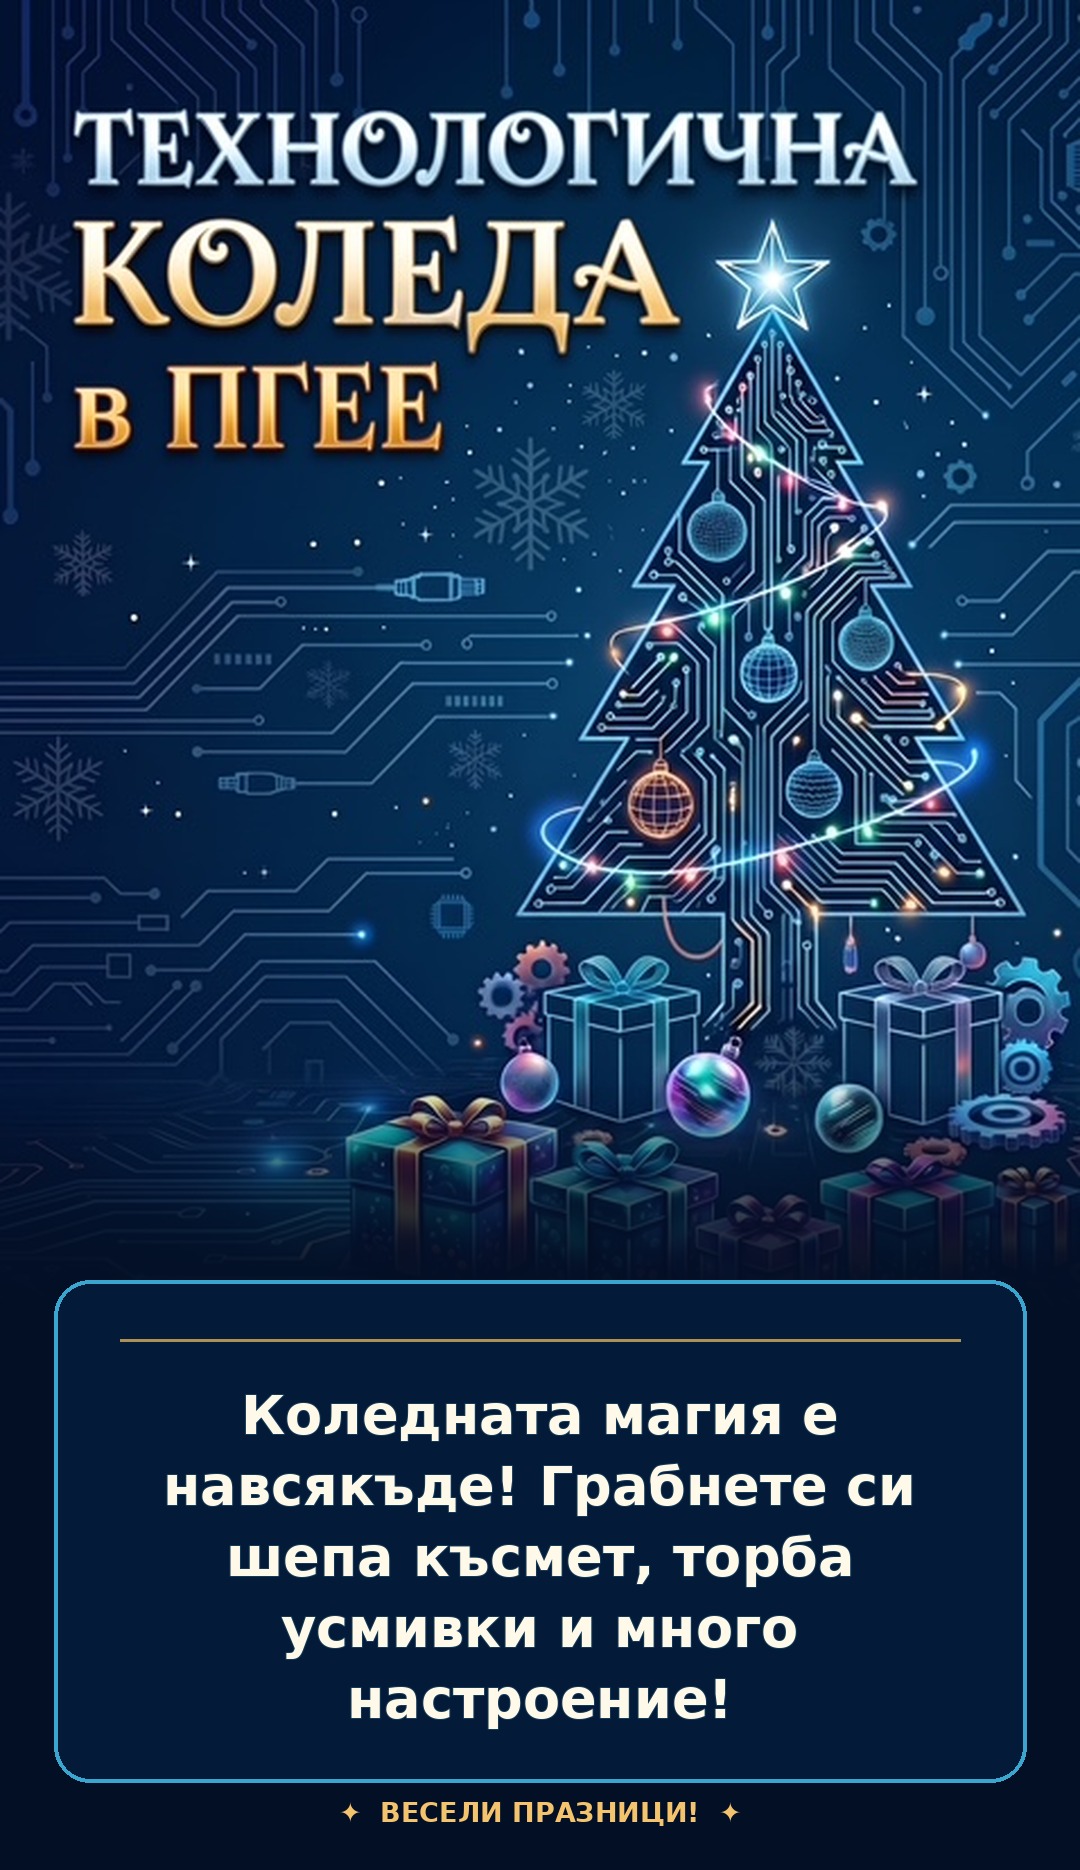 ТЕХНОЛОГИЧНА
КОЛЕДА
в ПГЕЕ
Коледната магия е
навсякъде! Грабнете си
шепа късмет, торба
усмивки и много
настроение!
✦ ВЕСЕЛИ ПРАЗНИЦИ! ✦